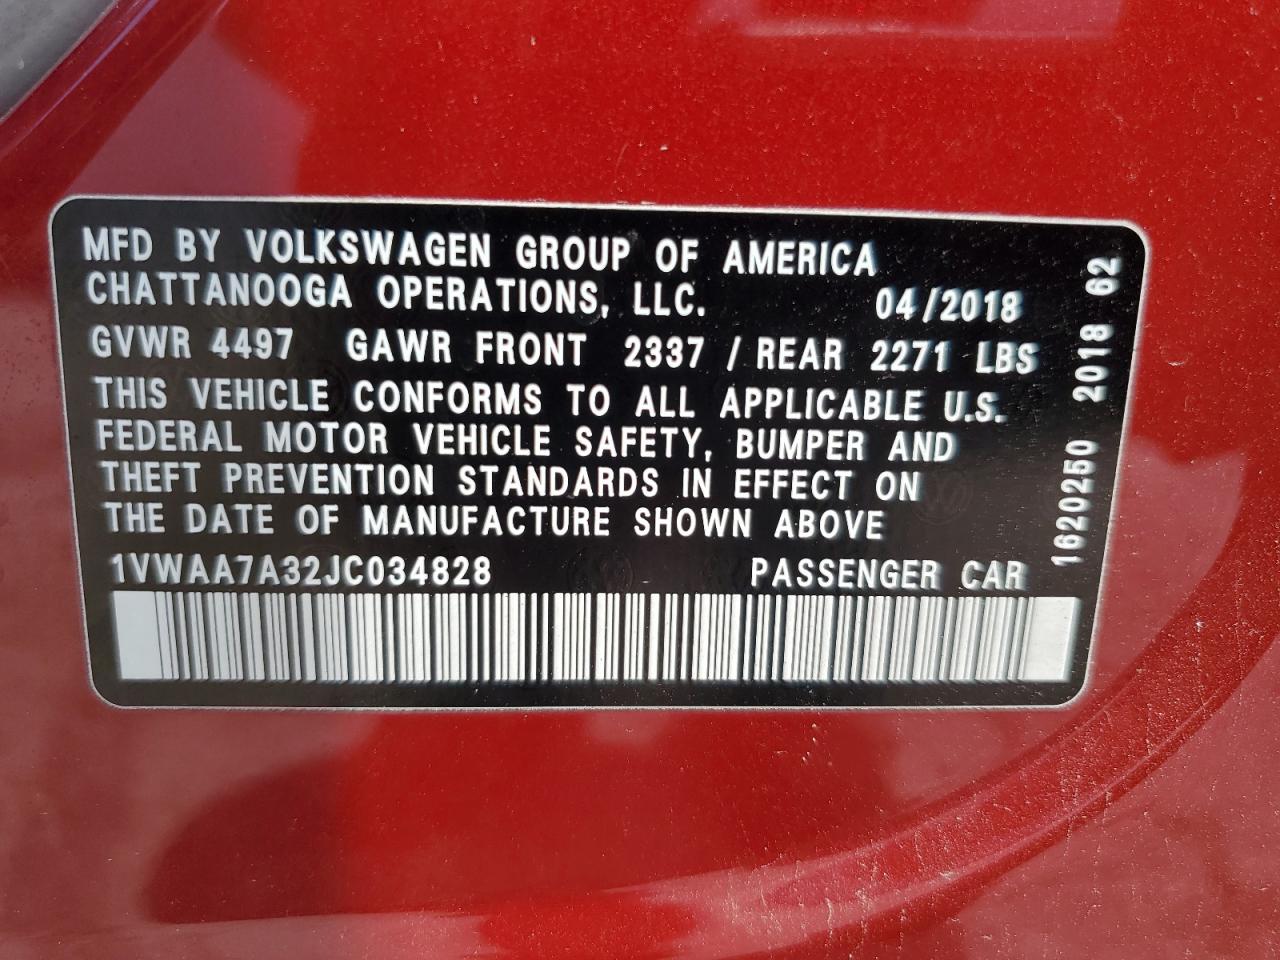 MFD BY VOLKSWAGEN GROUP OF AMERICA
CHATTANOOGA OPERATIONS, LLC. 04/2018
GVWR 4497 GAWR FRONT 2337 / REAR 2271 LBS
THIS VEHICLE CONFORMS TO ALL APPLICABLE U.S.
FEDERAL MOTOR VEHICLE SAFETY, BUMPER AND
THEFT PREVENTION STANDARDS IN EFFECT ON
THE DATE OF MANUFACTURE SHOWN ABOVE
1VWAA7A32JC034828 PASSENGER CAR
1620250 2018 62